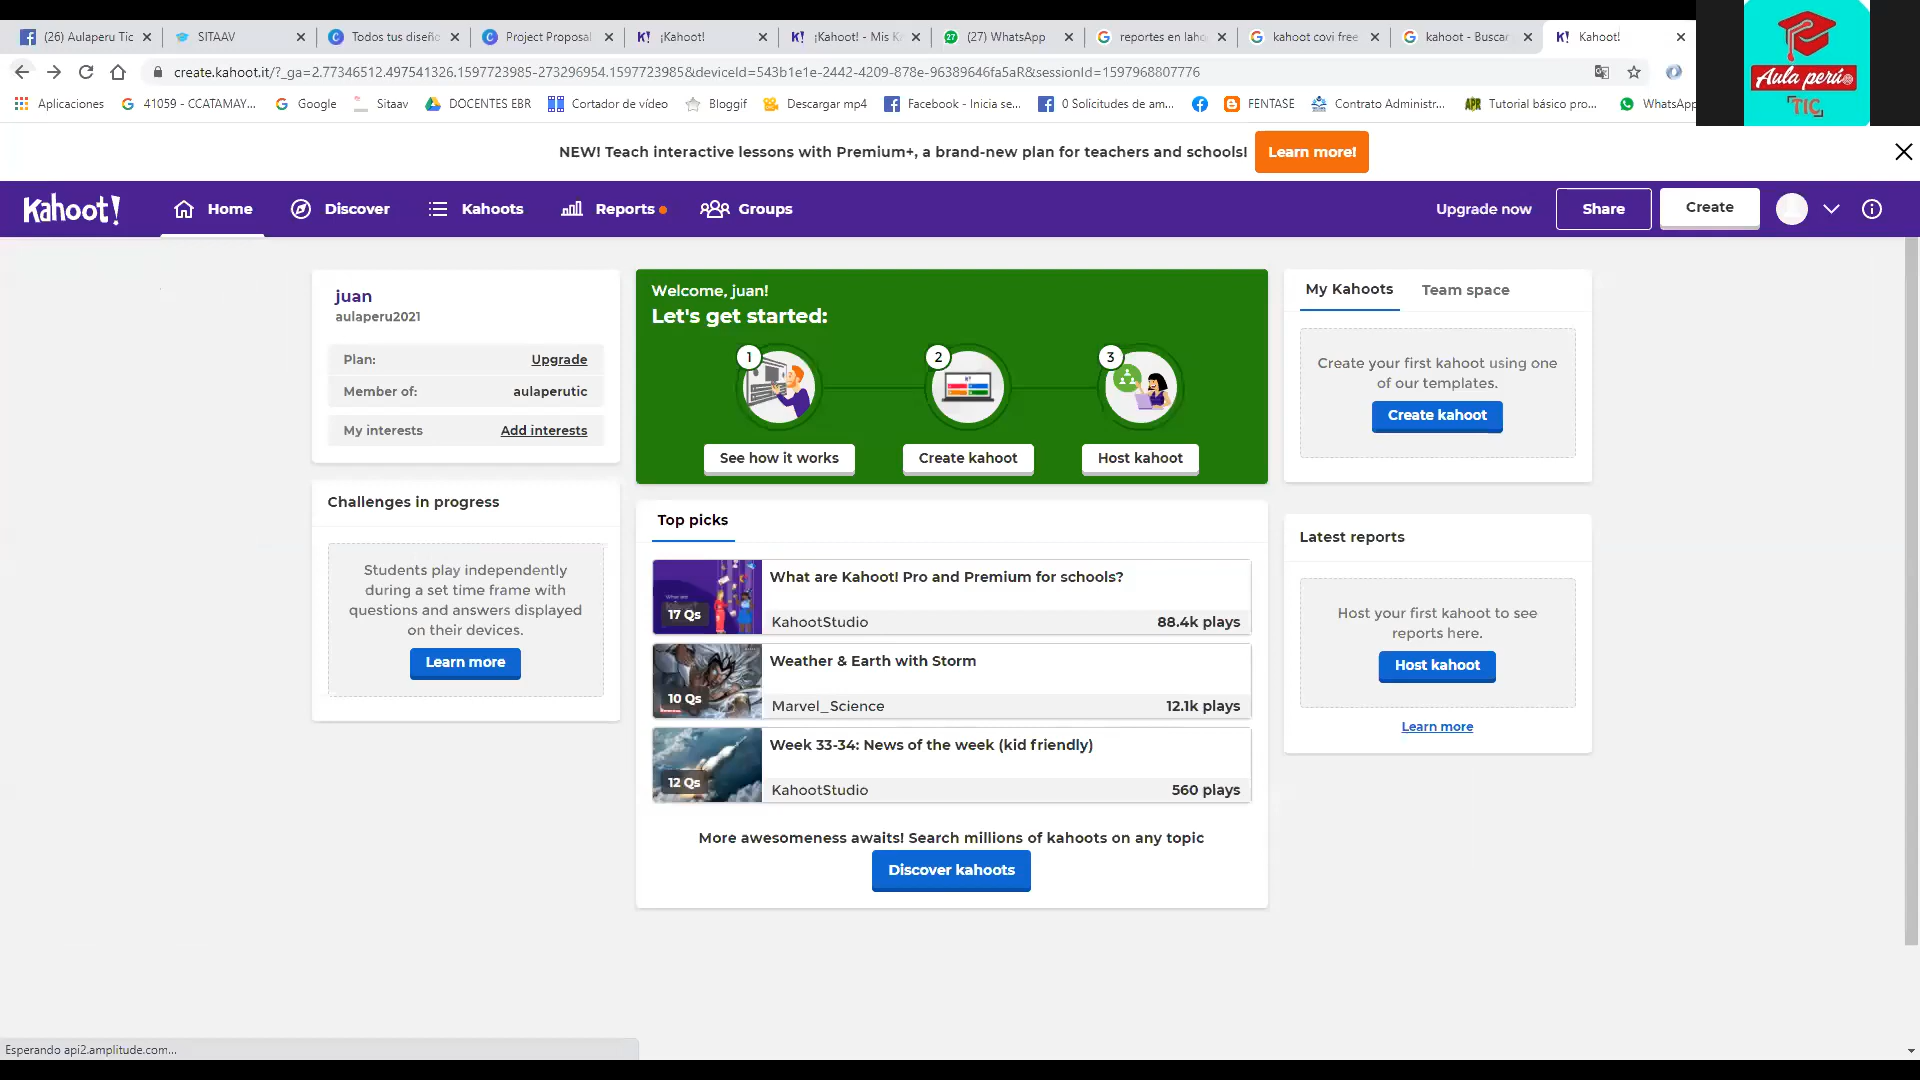 (26) Aulaperu Tic
SITAAV
Todos tus diseño
Project Proposal
K! ¡Kahoot!
K! ¡Kahoot! - Mis K
(27) WhatsApp
reportes en laho
kahoot covi free
kahoot - Buscar
K! Kahoot!
create.kahoot.it/?_ga=2.77346512.497541326.1597723985-273296954.1597723985&deviceId=543b1e1e-2442-4209-878e-96389646fa5aR&sessionId=1597968807776
Aplicaciones
41059 - CCATAMAY...
Google
Sitaav
DOCENTES EBR
Cortador de vídeo
Bloggif
Descargar mp4
Facebook - Inicia se...
0 Solicitudes de am...
FENTASE
Contrato Administr...
Tutorial básico pro...
WhatsApp
Aula perú
TIC
NEW! Teach interactive lessons with Premium+, a brand-new plan for teachers and schools!
Learn more!
Kahoot!
Home
Discover
Kahoots
Reports
Groups
Upgrade now
Share
Create
juan
aulaperu2021
Plan: Upgrade
Member of: aulaperutic
My interests Add interests
Challenges in progress
Students play independently
during a set time frame with
questions and answers displayed
on their devices.
Learn more
Welcome, juan!
Let's get started:
1
2
3
See how it works
Create kahoot
Host kahoot
Top picks
What are Kahoot! Pro and Premium for schools?
17 Qs
KahootStudio 88.4k plays
Weather & Earth with Storm
10 Qs
Marvel_Science 12.1k plays
Week 33-34: News of the week (kid friendly)
12 Qs
KahootStudio 560 plays
More awesomeness awaits! Search millions of kahoots on any topic
Discover kahoots
My Kahoots
Team space
Create your first kahoot using one
of our templates.
Create kahoot
Latest reports
Host your first kahoot to see
reports here.
Host kahoot
Learn more
Esperando api2.amplitude.com...